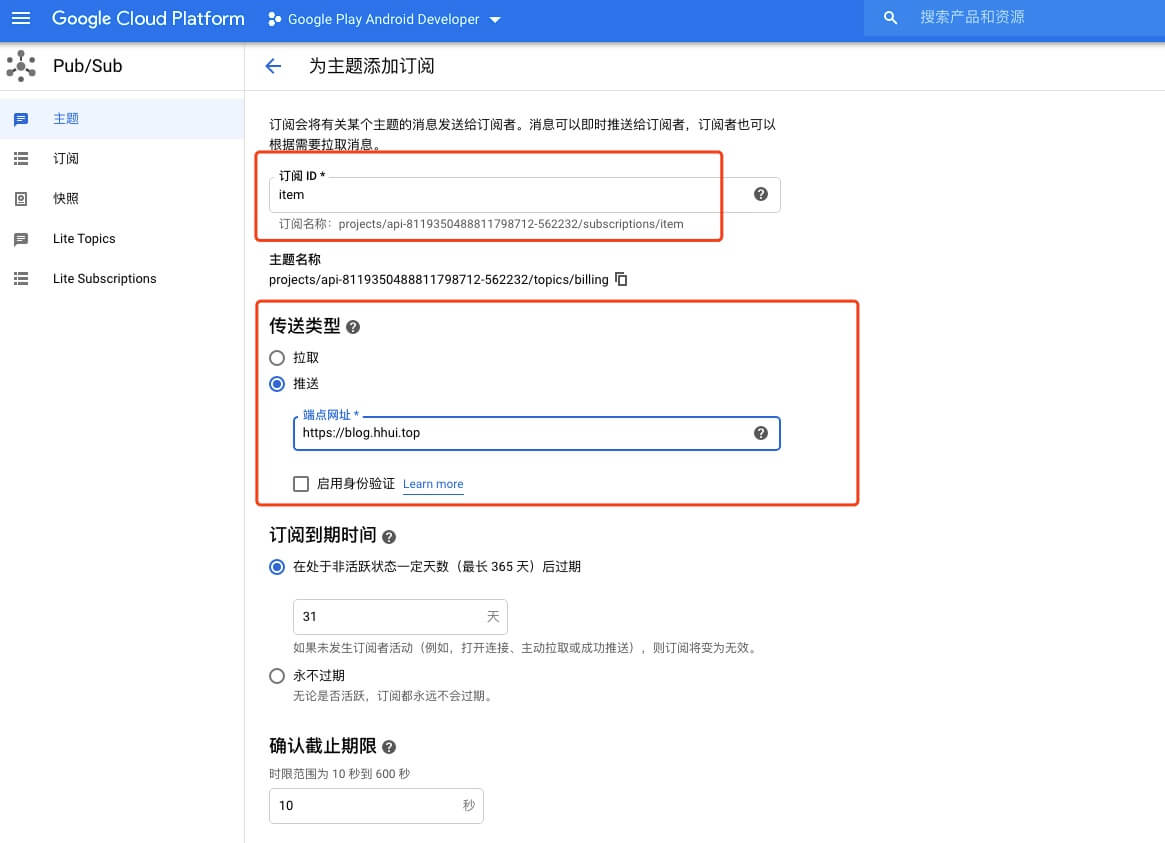 Google Cloud Platform
Google Play Android Developer
搜索产品和资源
Pub/Sub
为主题添加订阅
主题
订阅
快照
Lite Topics
Lite Subscriptions
订阅会将有关某个主题的消息发送给订阅者。消息可以即时推送给订阅者，订阅者也可以
根据需要拉取消息。
订阅 ID *
item
订阅名称：projects/api-8119350488811798712-562232/subscriptions/item
主题名称
projects/api-8119350488811798712-562232/topics/billing
传送类型
拉取
推送
端点网址 *
https://blog.hhui.top
启用身份验证 Learn more
订阅到期时间
在处于非活跃状态一定天数（最长 365 天）后过期
31 天
如果未发生订阅者活动（例如，打开连接、主动拉取或成功推送），则订阅将变为无效。
永不过期
无论是否活跃，订阅都永远不会过期。
确认截止期限
时限范围为 10 秒到 600 秒
10 秒